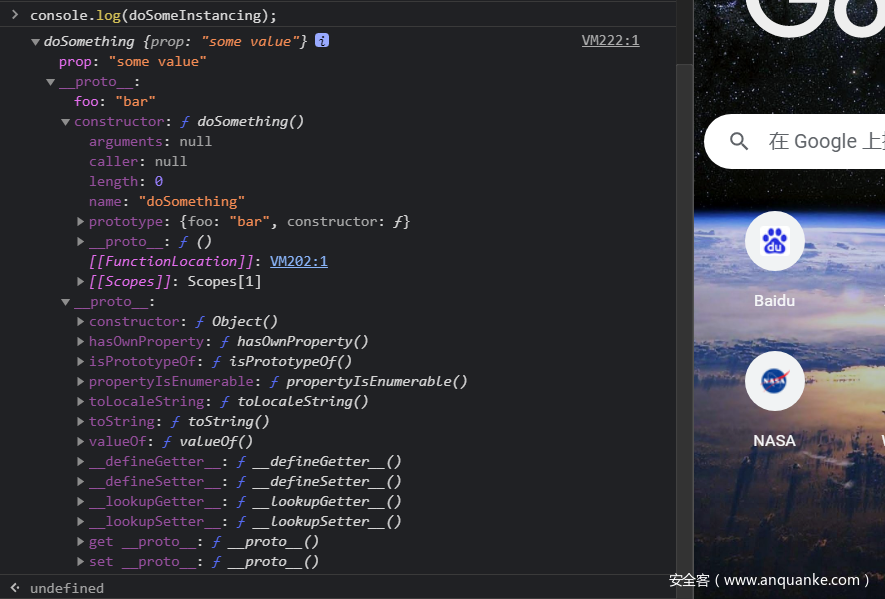 console.log(doSomeInstancing);
doSomething {prop: "some value"} i VM222:1
prop: "some value"
__proto__:
foo: "bar"
constructor: ƒ doSomething()
arguments: null
caller: null
length: 0
name: "doSomething"
prototype: {foo: "bar", constructor: ƒ}
__proto__: ƒ ()
[[FunctionLocation]]: VM202:1
[[Scopes]]: Scopes[1]
__proto__:
constructor: ƒ Object()
hasOwnProperty: ƒ hasOwnProperty()
isPrototypeOf: ƒ isPrototypeOf()
propertyIsEnumerable: ƒ propertyIsEnumerable()
toLocaleString: ƒ toLocaleString()
toString: ƒ toString()
valueOf: ƒ valueOf()
__defineGetter__: ƒ __defineGetter__()
__defineSetter__: ƒ __defineSetter__()
__lookupGetter__: ƒ __lookupGetter__()
__lookupSetter__: ƒ __lookupSetter__()
get __proto__: ƒ __proto__()
set __proto__: ƒ __proto__()
undefined
Go
在 Google 上
du
Baidu
NASA
NASA
安全客（www.anquanke.com）